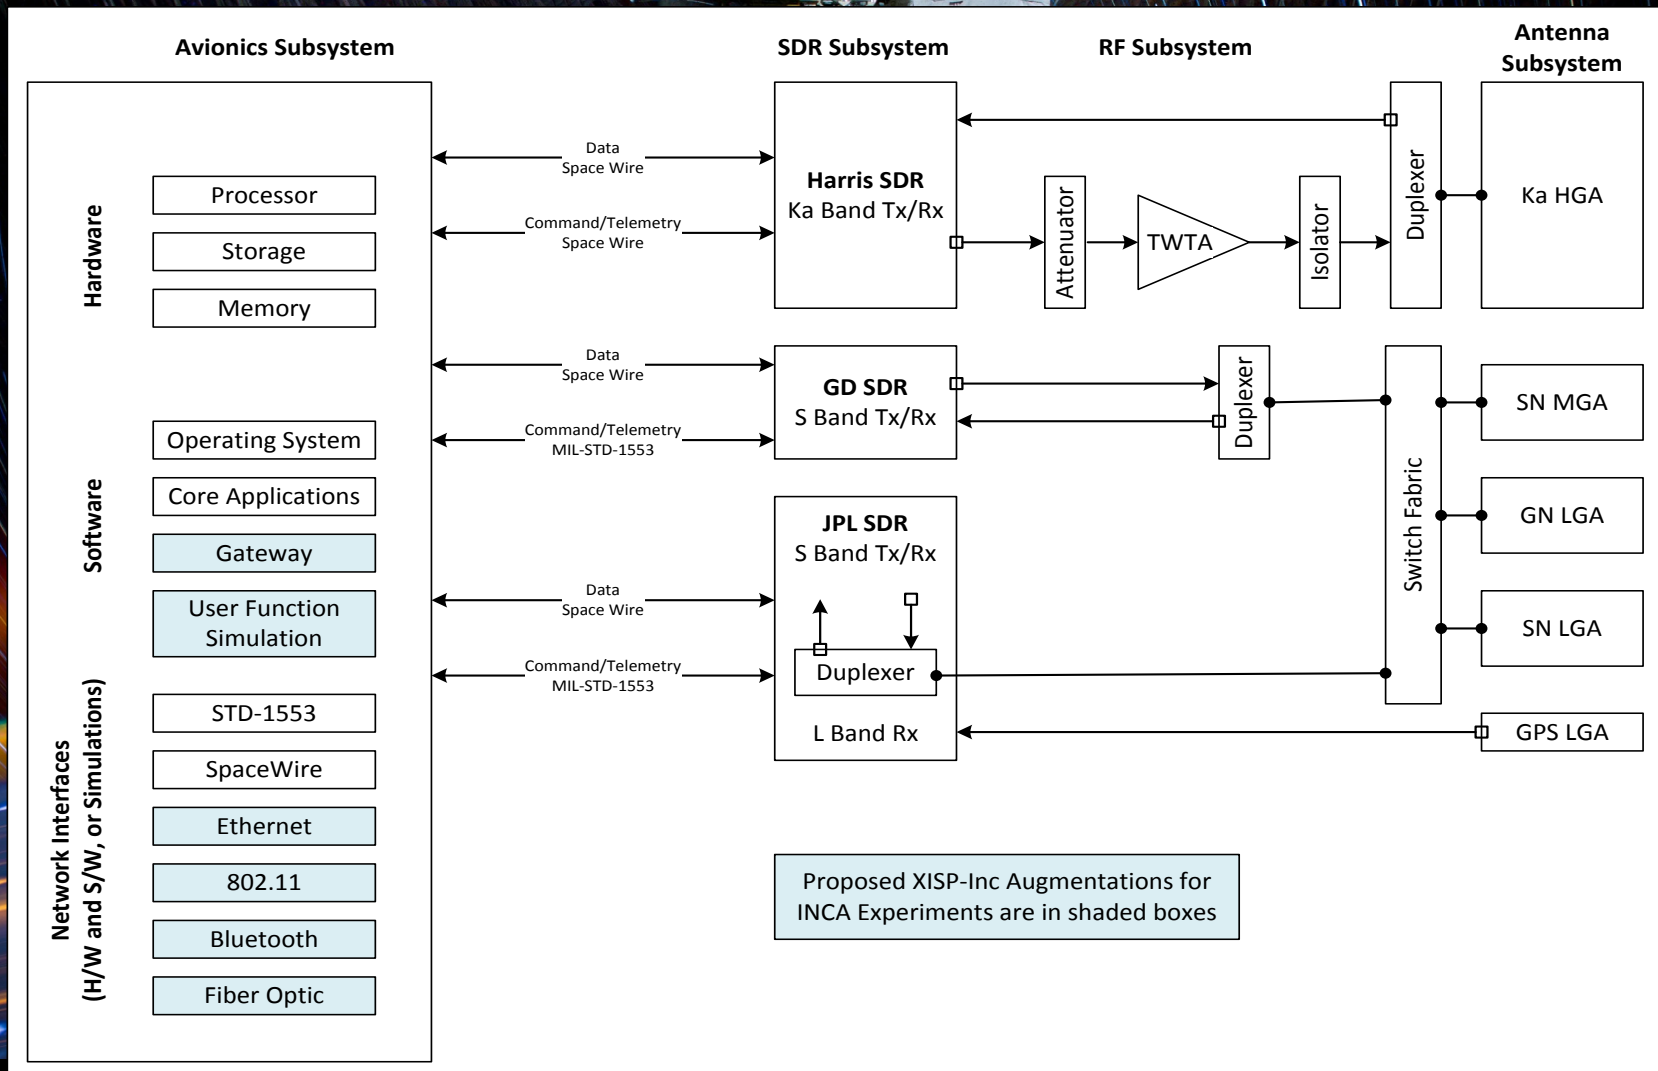 Avionics Subsystem
SDR Subsystem
RF Subsystem
Antenna
Subsystem
Hardware
Processor
Storage
Memory
Software
Operating System
Core Applications
Gateway
User Function
Simulation
Network Interfaces
(H/W and S/W, or Simulations)
STD-1553
SpaceWire
Ethernet
802.11
Bluetooth
Fiber Optic
Data
Space Wire
Command/Telemetry
Space Wire
Data
Space Wire
Command/Telemetry
MIL-STD-1553
Data
Space Wire
Command/Telemetry
MIL-STD-1553
Harris SDR
Ka Band Tx/Rx
GD SDR
S Band Tx/Rx
JPL SDR
S Band Tx/Rx
Duplexer
L Band Rx
Attenuator
TWTA
Isolator
Duplexer
Duplexer
Switch Fabric
Ka HGA
SN MGA
GN LGA
SN LGA
GPS LGA
Proposed XISP-Inc Augmentations for
INCA Experiments are in shaded boxes